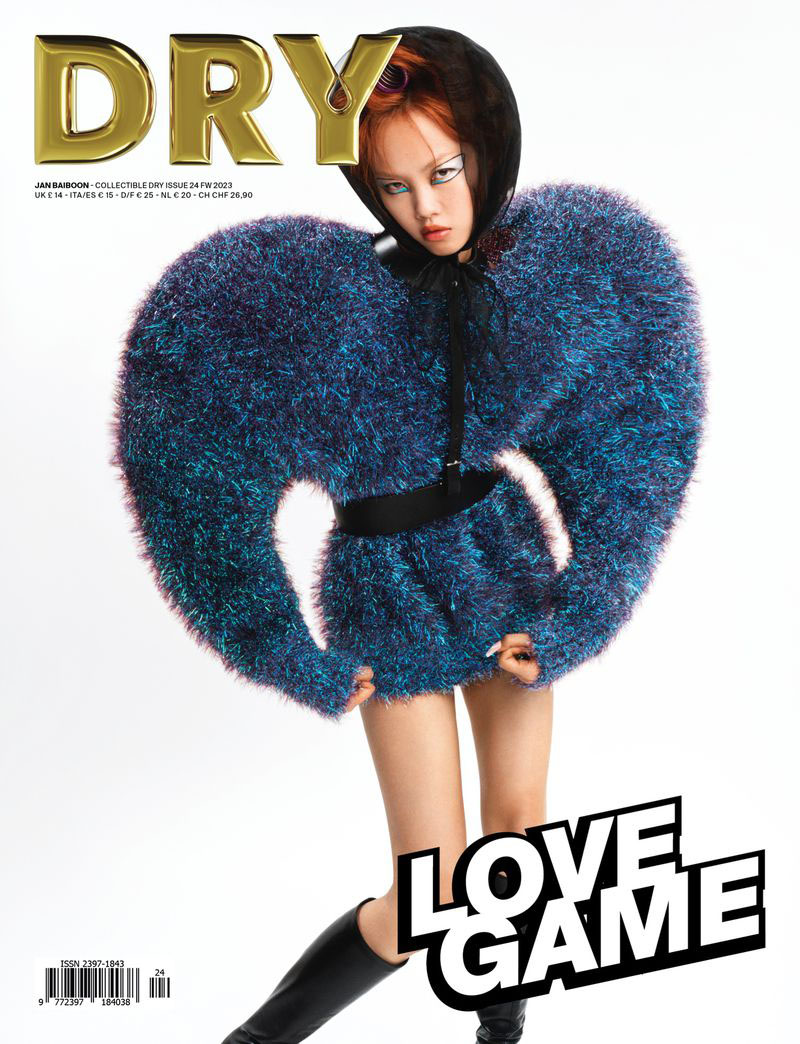 DRY
JAN BAIBOON - COLLECTIBLE DRY ISSUE 24 FW 2023
UK £ 14 - ITA/ES € 15 - D/F € 25 - NL € 20 - CH CHF 26,90
LOVE
GAME
ISSN 2397-1843
24
9 772397 184038